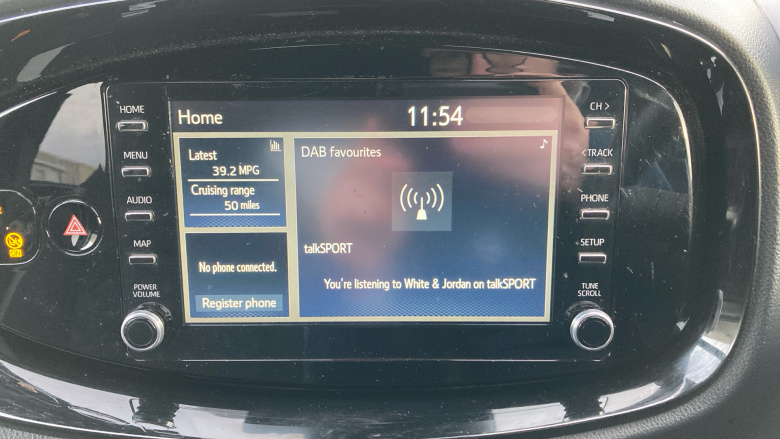 HOME
MENU
AUDIO
MAP
POWER
VOLUME
Home
11:54
Latest
39.2 MPG
Cruising range
50 miles
No phone connected.
Register phone
DAB favourites
talkSPORT
You're listening to White & Jordan on talkSPORT
CH >
<TRACK
PHONE
SETUP
TUNE
SCROLL